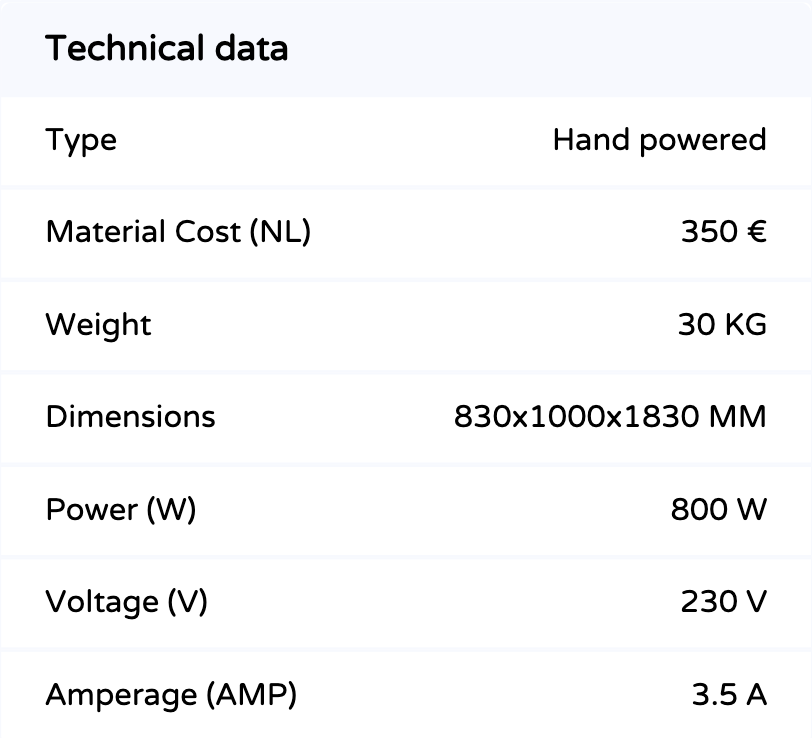 Technical data
Type Hand powered
Material Cost (NL) 350 €
Weight 30 KG
Dimensions 830x1000x1830 MM
Power (W) 800 W
Voltage (V) 230 V
Amperage (AMP) 3.5 A